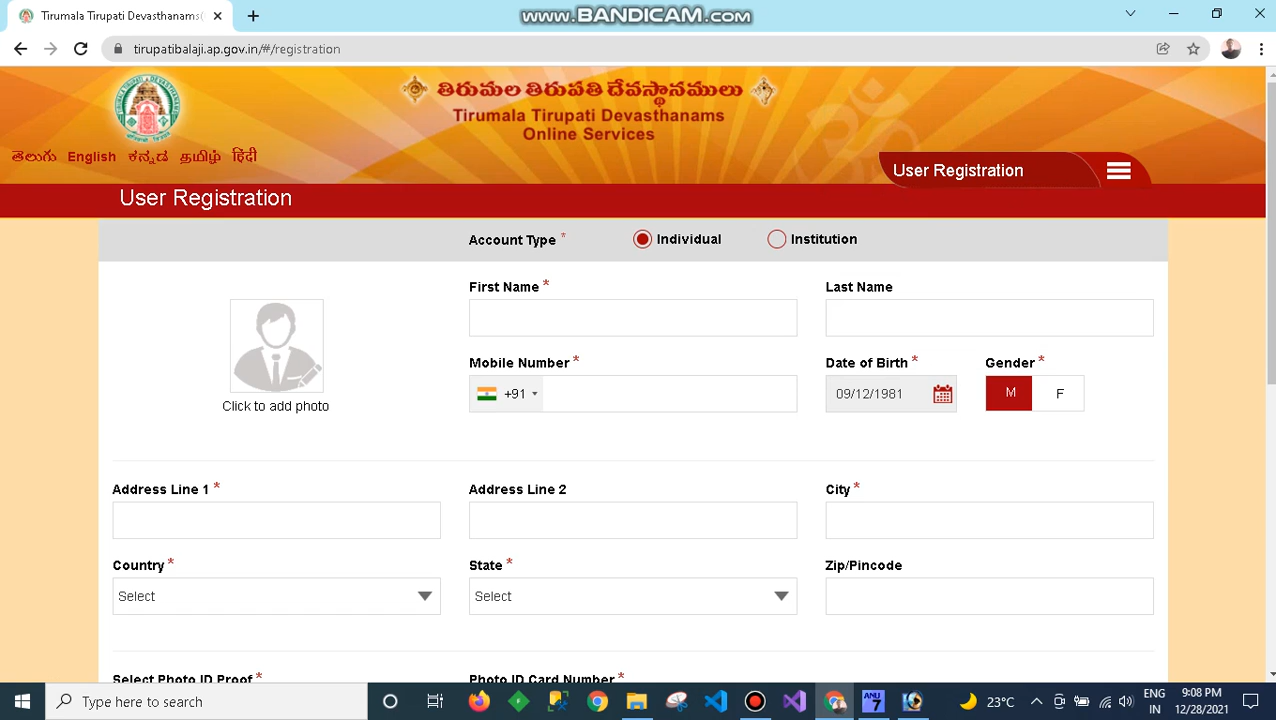 Tirumala Tirupati Devasthanams(
www.BANDICAM.com
tirupatibalaji.ap.gov.in/#/registration
తిరుమల తిరుపతి దేవస్థానములు
Tirumala Tirupati Devasthanams
Online Services
తెలుగు English ಕನ್ನಡ தமிழ் हिंदी
User Registration
User Registration
Account Type * Individual Institution
First Name * Last Name
Mobile Number * Date of Birth * Gender *
+91 09/12/1981 M F
Click to add photo
Address Line 1 * Address Line 2 City *
Country * State * Zip/Pincode
Select Select
Select Photo ID Proof * Photo ID Card Number *
Type here to search
ANU
7
23°C
ENG
IN
9:08 PM
12/28/2021